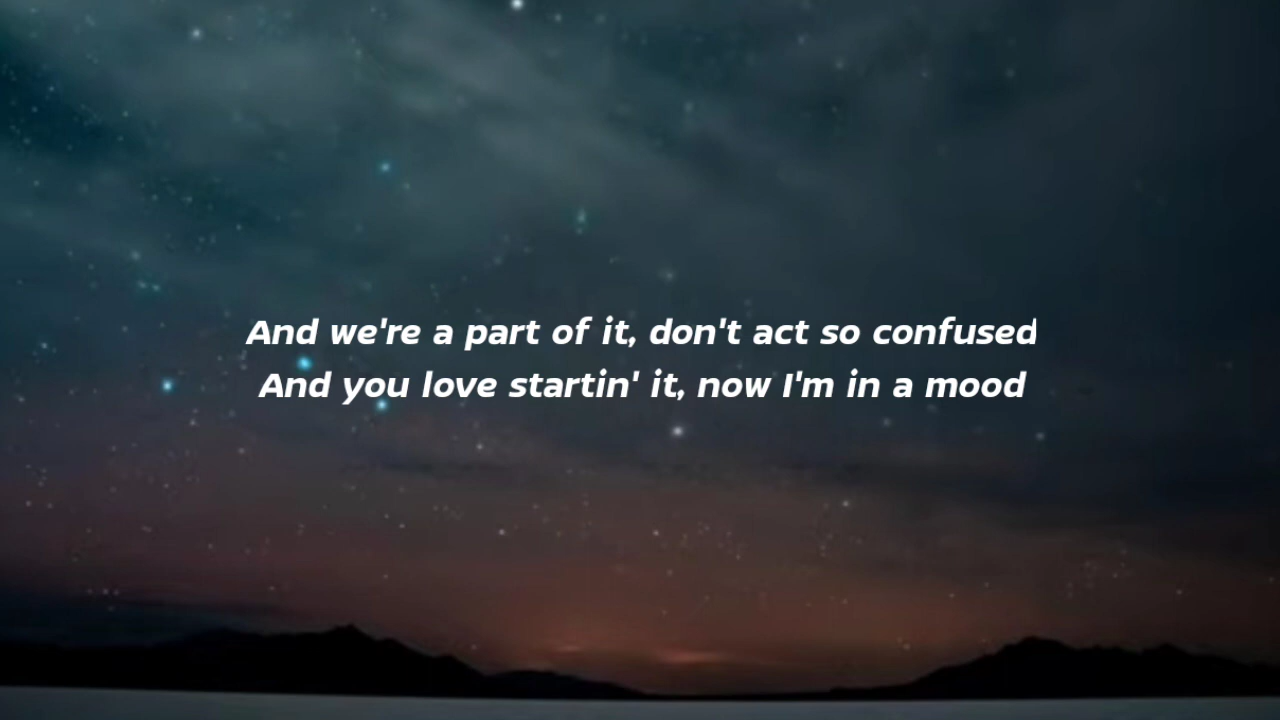 And we're a part of it, don't act so confused
And you love startin' it, now I'm in a mood